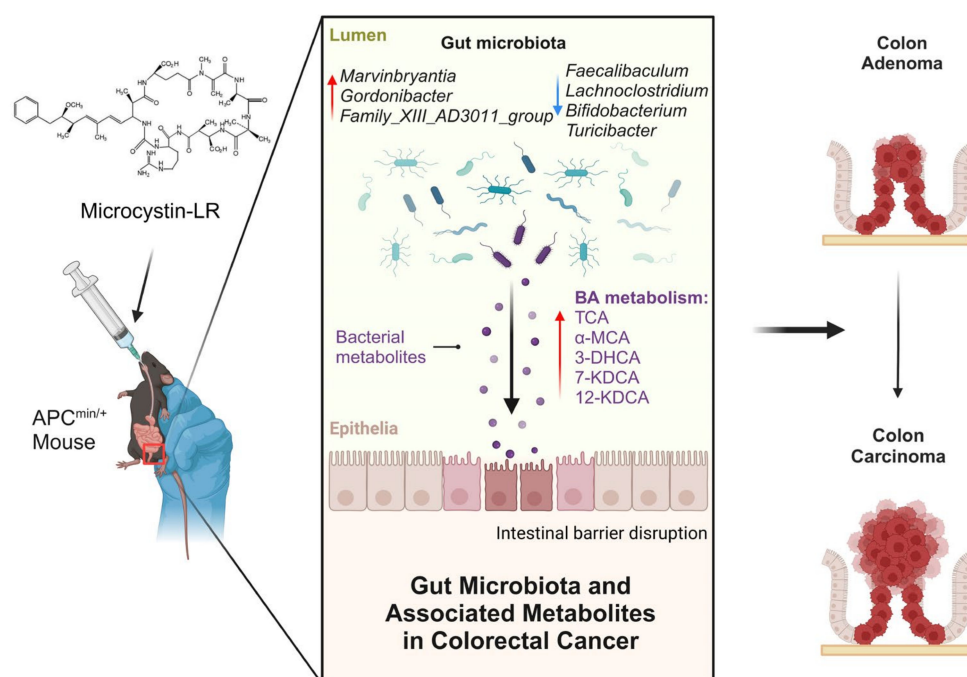 Microcystin-LR
APC^min/+
Mouse
Lumen
Gut microbiota
Marvinbryantia
Gordonibacter
Family_XIII_AD3011_group
Faecalibaculum
Lachnoclostridium
Bifidobacterium
Turicibacter
Bacterial
metabolites
BA metabolism:
TCA
α-MCA
3-DHCA
7-KDCA
12-KDCA
Epithelia
Intestinal barrier disruption
Gut Microbiota and
Associated Metabolites
in Colorectal Cancer
Colon
Adenoma
Colon
Carcinoma